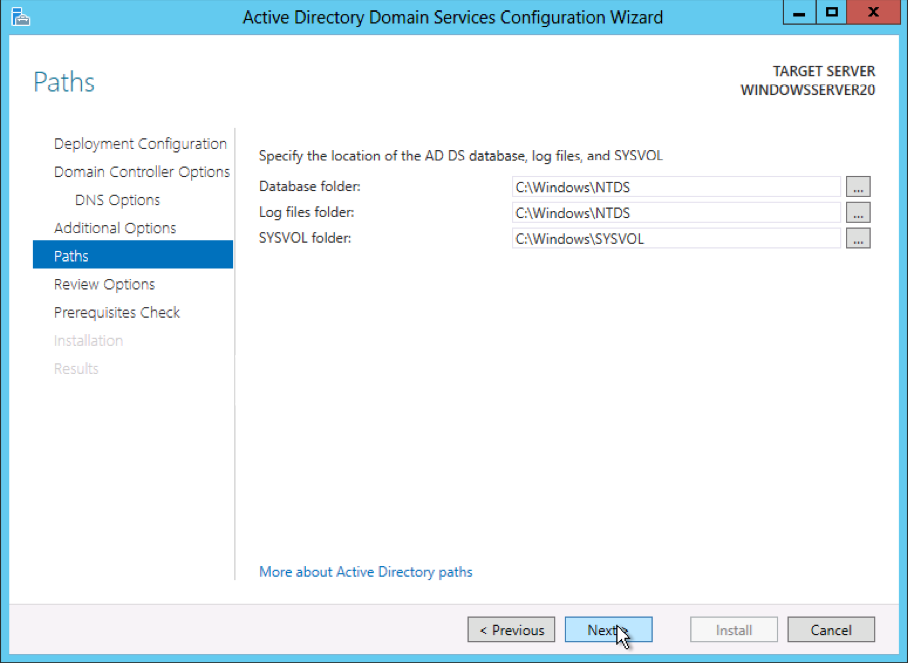 Active Directory Domain Services Configuration Wizard
Paths
TARGET SERVER
WINDOWSSERVER20
Deployment Configuration
Domain Controller Options
DNS Options
Additional Options
Paths
Review Options
Prerequisites Check
Installation
Results
Specify the location of the AD DS database, log files, and SYSVOL
Database folder: C:\Windows\NTDS ...
Log files folder: C:\Windows\NTDS ...
SYSVOL folder: C:\Windows\SYSVOL ...
More about Active Directory paths
< Previous Next > Install Cancel